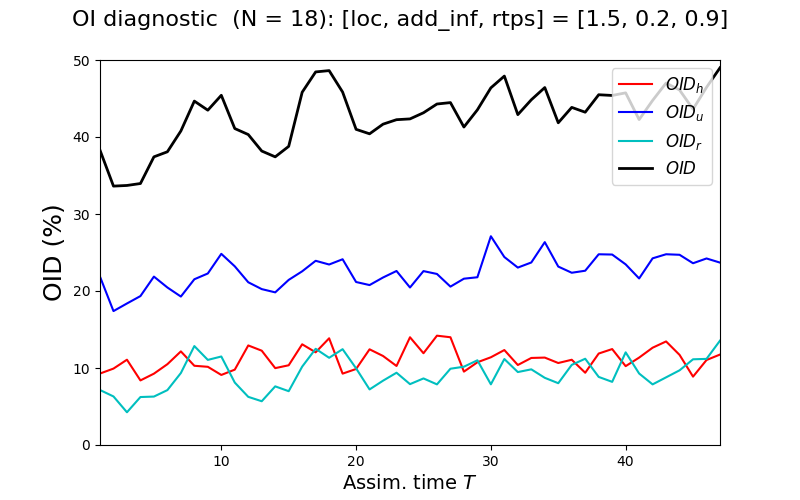 OI diagnostic (N = 18): [loc, add_inf, rtps] = [1.5, 0.2, 0.9]
50
40
30
20
10
0
OID (%)
OID_h
OID_u
OID_r
OID
10 20 30 40
Assim. time T